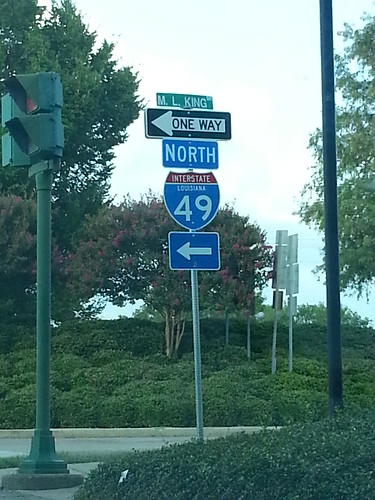 M. L. KING
ONE WAY
NORTH
INTERSTATE
LOUISIANA
49